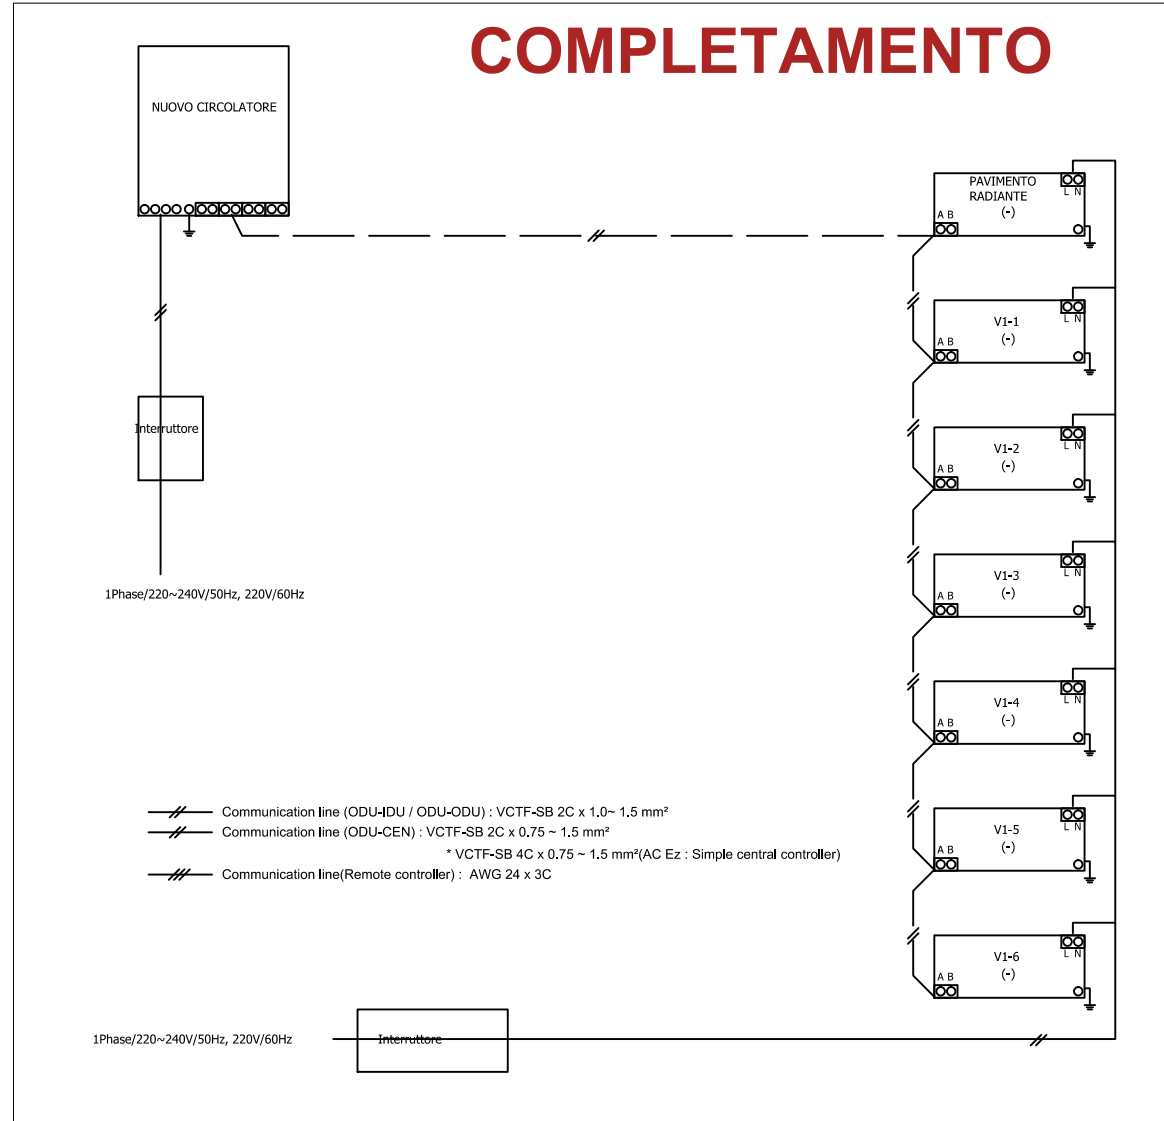 COMPLETAMENTO
NUOVO CIRCOLATORE
PAVIMENTO
RADIANTE
(-)
L N
A B
V1-1
(-)
L N
A B
V1-2
(-)
L N
A B
Interruttore
V1-3
(-)
L N
A B
1Phase/220~240V/50Hz, 220V/60Hz
V1-4
(-)
L N
A B
Communication line (ODU-IDU / ODU-ODU) : VCTF-SB 2C x 1.0~ 1.5 mm²
Communication line (ODU-CEN) : VCTF-SB 2C x 0.75 ~ 1.5 mm²
* VCTF-SB 4C x 0.75 ~ 1.5 mm²(AC Ez : Simple central controller)
Communication line(Remote controller) : AWG 24 x 3C
V1-5
(-)
L N
A B
V1-6
(-)
L N
A B
1Phase/220~240V/50Hz, 220V/60Hz
Interruttore